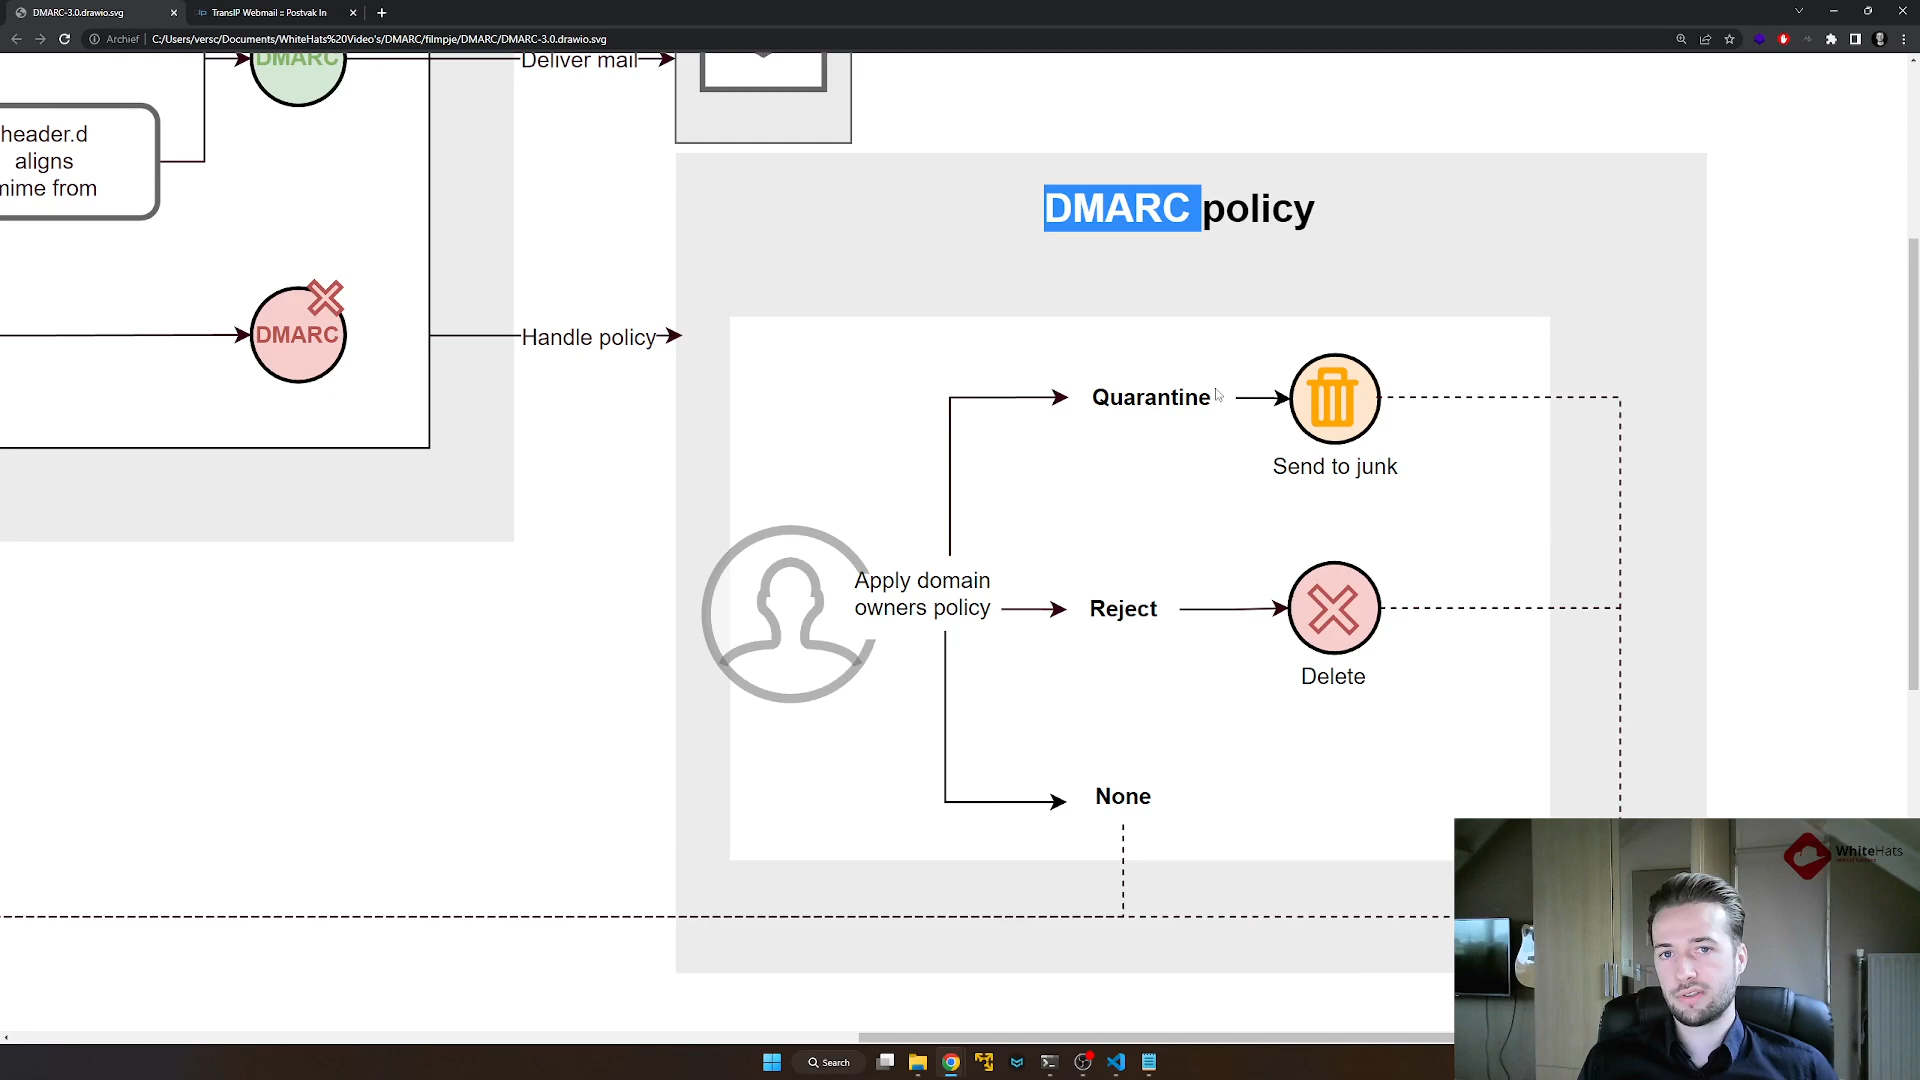 DMARC-3.0.drawio.svg
TransIP Webmail :: Postvak In
Archief
C:/Users/versc/Documents/WhiteHats%20Video's/DMARC/filmpje/DMARC/DMARC-3.0.drawio.svg
DMARC
Deliver mail
header.d
aligns
mime from
DMARC policy
DMARC
Handle policy
Quarantine
Send to junk
Apply domain
owners policy
Reject
Delete
None
WhiteHats
Search